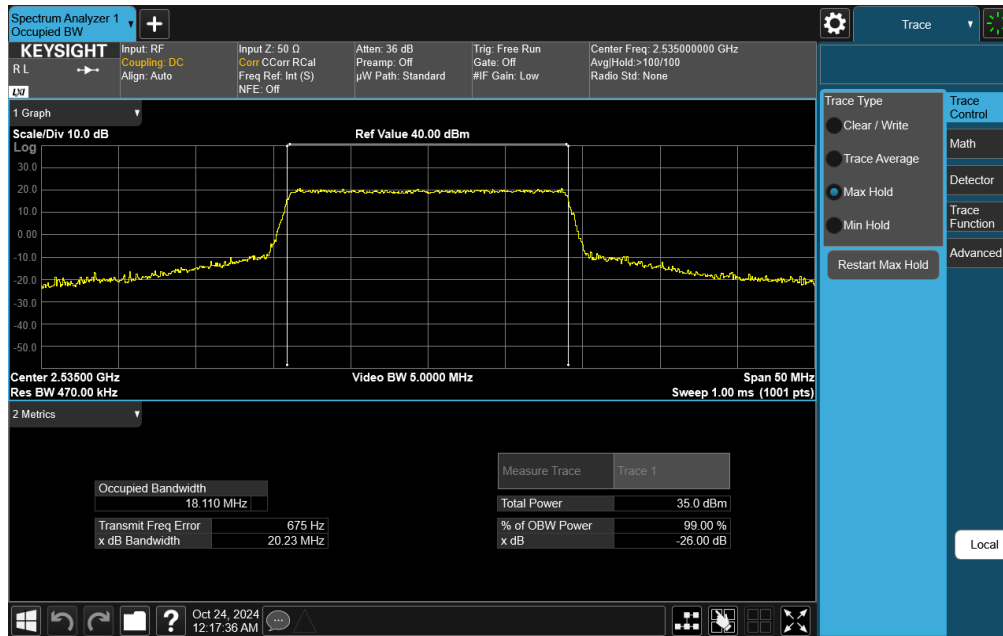 Spectrum Analyzer 1
Occupied BW
+
Trace
KEYSIGHT
R L
LXI
Input: RF
Coupling: DC
Align: Auto
Input Z: 50 Ω
Corr CCorr RCal
Freq Ref: Int (S)
NFE: Off
Atten: 36 dB
Preamp: Off
µW Path: Standard
Trig: Free Run
Gate: Off
#IF Gain: Low
Center Freq: 2.535000000 GHz
Avg|Hold:>100/100
Radio Std: None
1 Graph
Scale/Div 10.0 dB
Ref Value 40.00 dBm
Log
30.0
20.0
10.0
0.00
-10.0
-20.0
-30.0
-40.0
-50.0
Center 2.53500 GHz
Video BW 5.0000 MHz
Span 50 MHz
Res BW 470.00 kHz
Sweep 1.00 ms (1001 pts)
2 Metrics
Measure Trace Trace 1
Occupied Bandwidth
18.110 MHz
Total Power 35.0 dBm
Transmit Freq Error 675 Hz
% of OBW Power 99.00 %
x dB Bandwidth 20.23 MHz
x dB -26.00 dB
Trace Type
Clear / Write
Trace Average
Max Hold
Min Hold
Restart Max Hold
Trace
Control
Math
Detector
Trace
Function
Advanced
Local
?
Oct 24, 2024
12:17:36 AM